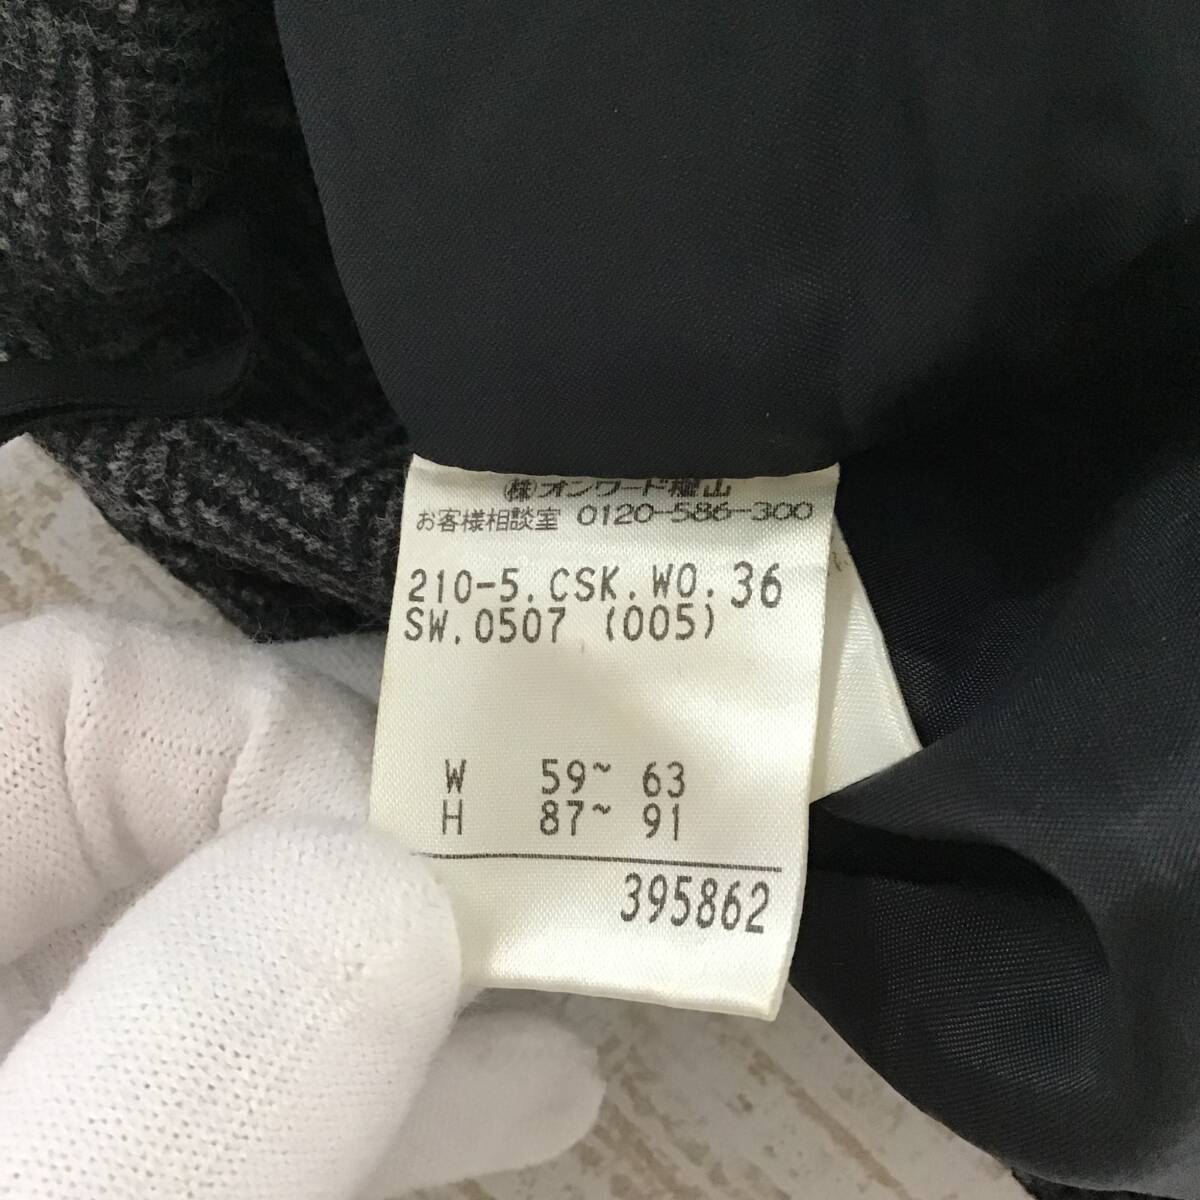 (株)オンワード樫山
お客様相談室 0120-586-300
210-5.CSK.WO.36
SW.0507 (005)
W 59~ 63
H 87~ 91
395862